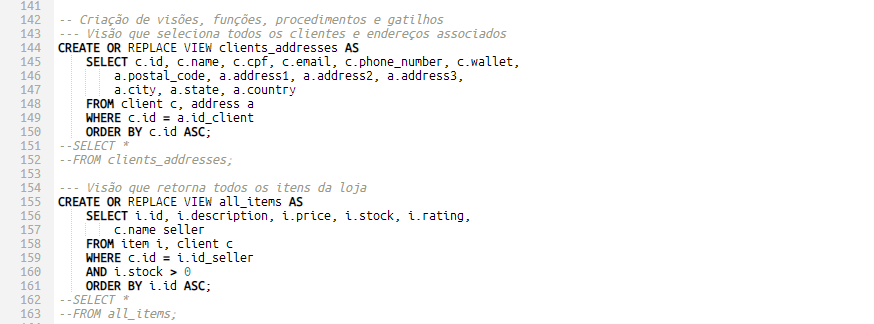 141
142 -- Criação de visões, funções, procedimentos e gatilhos
143 --- Visão que seleciona todos os clientes e endereços associados
144 CREATE OR REPLACE VIEW clients_addresses AS
145 SELECT c.id, c.name, c.cpf, c.email, c.phone_number, c.wallet,
146 a.postal_code, a.address1, a.address2, a.address3,
147 a.city, a.state, a.country
148 FROM client c, address a
149 WHERE c.id = a.id_client
150 ORDER BY c.id ASC;
151 --SELECT *
152 --FROM clients_addresses;
153
154 --- Visão que retorna todos os itens da loja
155 CREATE OR REPLACE VIEW all_items AS
156 SELECT i.id, i.description, i.price, i.stock, i.rating,
157 c.name seller
158 FROM item i, client c
159 WHERE c.id = i.id_seller
160 AND i.stock > 0
161 ORDER BY i.id ASC;
162 --SELECT *
163 --FROM all_items;